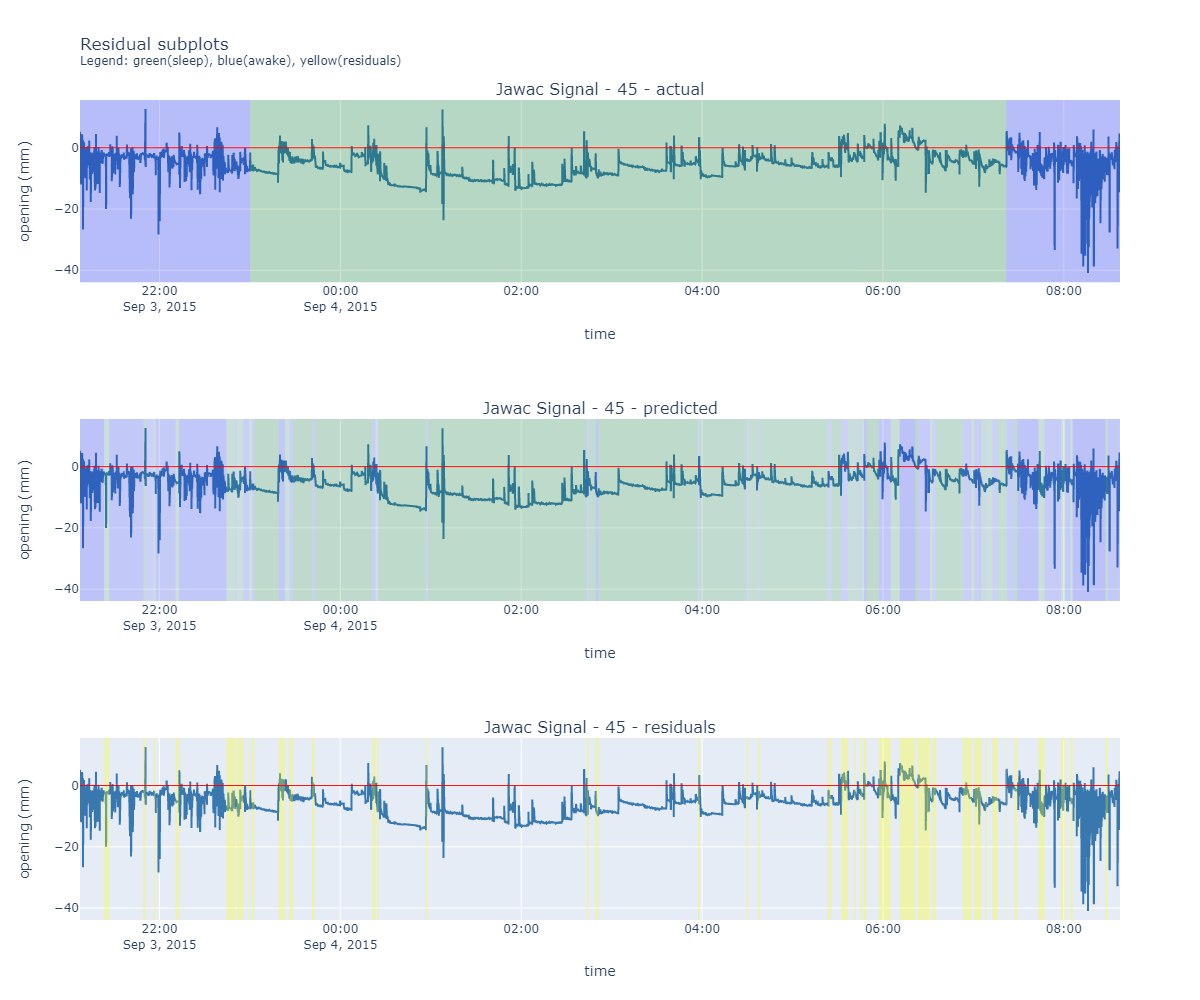 Residual subplots
Legend: green(sleep), blue(awake), yellow(residuals)
Jawac Signal - 45 - actual
opening (mm)
0
−20
−40
22:00 00:00 02:00 04:00 06:00 08:00
Sep 3, 2015 Sep 4, 2015
time
Jawac Signal - 45 - predicted
opening (mm)
0
−20
−40
22:00 00:00 02:00 04:00 06:00 08:00
Sep 3, 2015 Sep 4, 2015
time
Jawac Signal - 45 - residuals
opening (mm)
0
−20
−40
22:00 00:00 02:00 04:00 06:00 08:00
Sep 3, 2015 Sep 4, 2015
time